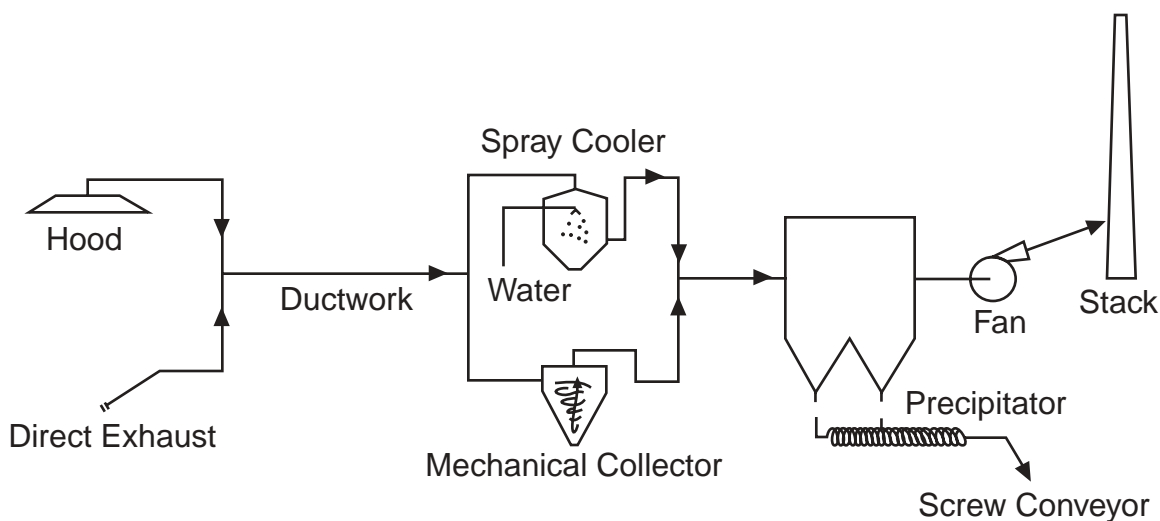 Spray Cooler
Hood
Water
Ductwork
Stack
Fan
Direct Exhaust
Precipitator
Mechanical Collector
Screw Conveyor